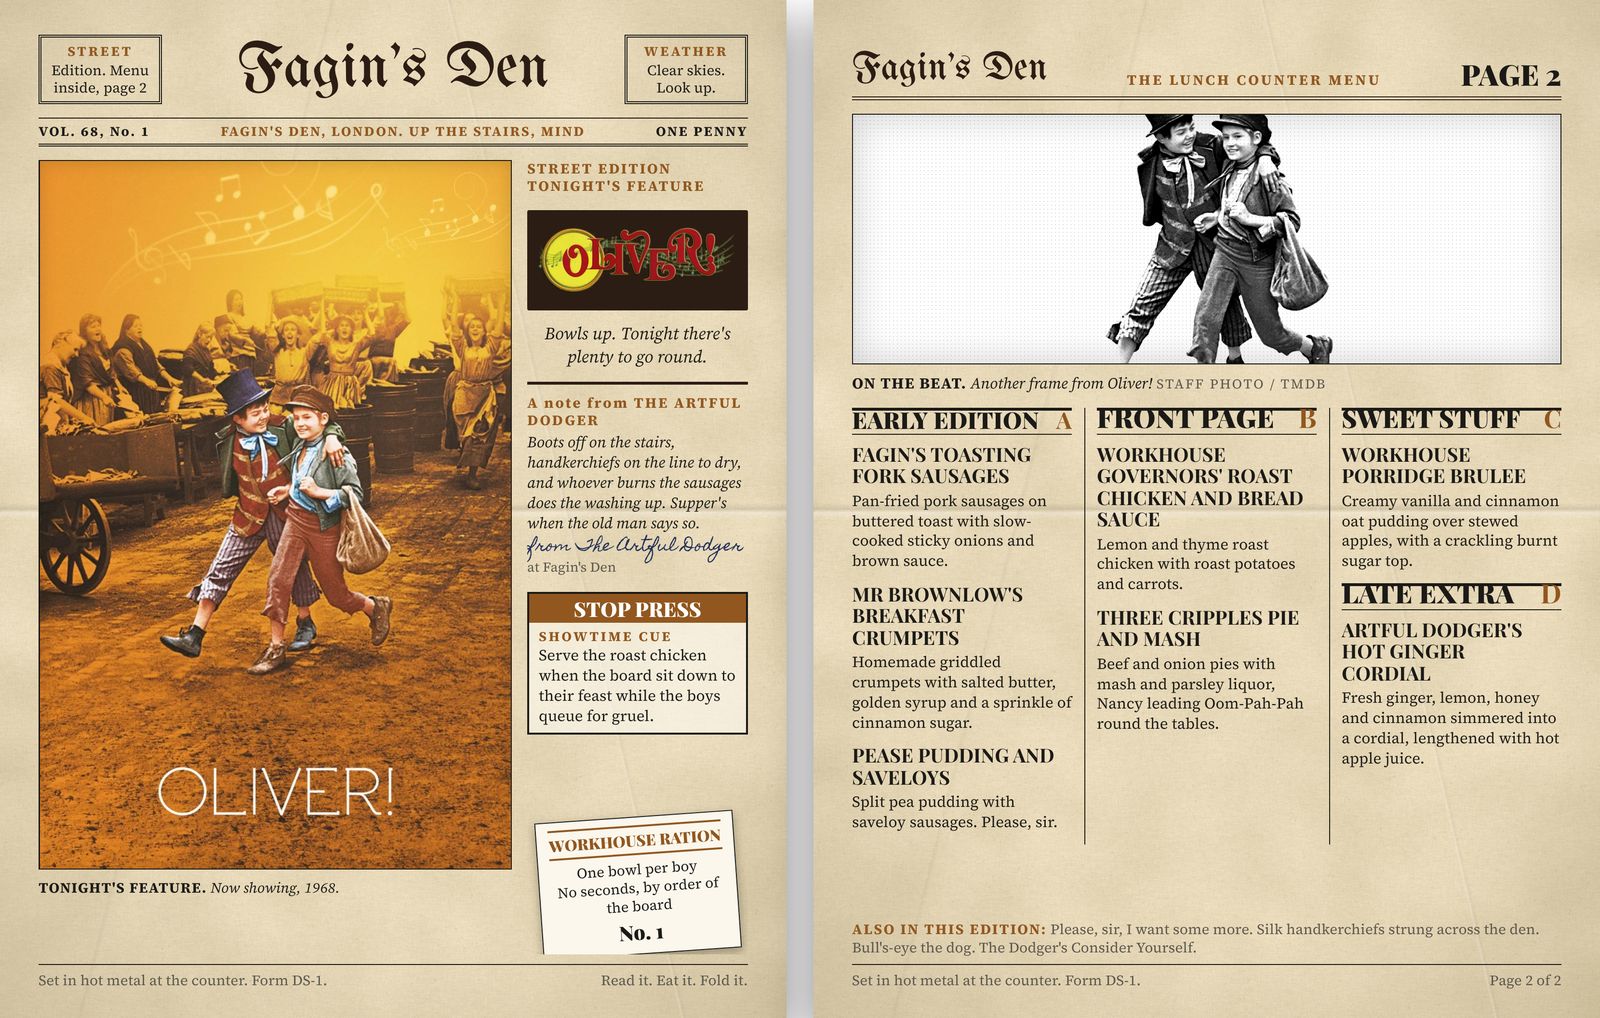 STREET
Edition. Menu
inside, page 2
Fagin's Den
WEATHER
Clear skies.
Look up.
VOL. 68, No. 1
FAGIN'S DEN, LONDON. UP THE STAIRS, MIND
ONE PENNY
OLIVER!
TONIGHT'S FEATURE. Now showing, 1968.
STREET EDITION
TONIGHT'S FEATURE
OLIVER!
Bowls up. Tonight there's
plenty to go round.
A note from THE ARTFUL
DODGER
Boots off on the stairs,
handkerchiefs on the line to dry,
and whoever burns the sausages
does the washing up. Supper's
when the old man says so.
from The Artful Dodger
at Fagin's Den
STOP PRESS
SHOWTIME CUE
Serve the roast chicken
when the board sit down to
their feast while the boys
queue for gruel.
WORKHOUSE RATION
One bowl per boy
No seconds, by order of
the board
No. 1
Set in hot metal at the counter. Form DS-1.
Read it. Eat it. Fold it.
Fagin's Den
THE LUNCH COUNTER MENU
PAGE 2
ON THE BEAT. Another frame from Oliver! STAFF PHOTO / TMDB
EARLY EDITION A
FAGIN'S TOASTING
FORK SAUSAGES
Pan-fried pork sausages on
buttered toast with slow-
cooked sticky onions and
brown sauce.
MR BROWNLOW'S
BREAKFAST
CRUMPETS
Homemade griddled
crumpets with salted butter,
golden syrup and a sprinkle of
cinnamon sugar.
PEASE PUDDING AND
SAVELOYS
Split pea pudding with
saveloy sausages. Please, sir.
FRONT PAGE B
WORKHOUSE
GOVERNORS' ROAST
CHICKEN AND BREAD
SAUCE
Lemon and thyme roast
chicken with roast potatoes
and carrots.
THREE CRIPPLES PIE
AND MASH
Beef and onion pies with
mash and parsley liquor,
Nancy leading Oom-Pah-Pah
round the tables.
SWEET STUFF C
WORKHOUSE
PORRIDGE BRULEE
Creamy vanilla and cinnamon
oat pudding over stewed
apples, with a crackling burnt
sugar top.
LATE EXTRA D
ARTFUL DODGER'S
HOT GINGER
CORDIAL
Fresh ginger, lemon, honey
and cinnamon simmered into
a cordial, lengthened with hot
apple juice.
ALSO IN THIS EDITION: Please, sir, I want some more. Silk handkerchiefs strung across the den.
Bull's-eye the dog. The Dodger's Consider Yourself.
Set in hot metal at the counter. Form DS-1.
Page 2 of 2